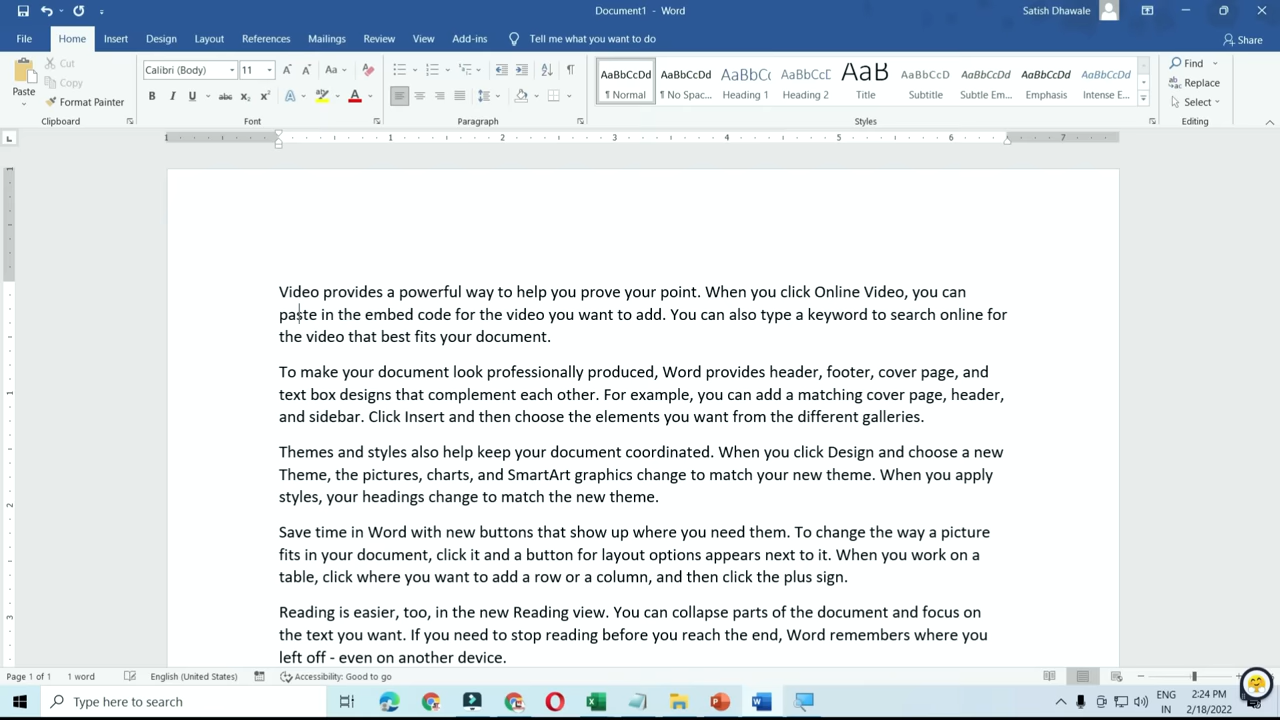 Document1 - Word
Satish Dhawale
File Home Insert Design Layout References Mailings Review View Add-ins Tell me what you want to do Share
Cut
Copy
Format Painter
Paste
Clipboard
Calibri (Body) 11
Font
Paragraph
AaBbCcDd AaBbCcDd AaBbC( AaBbCcD AaB AaBbCcD AaBbCcDd AaBbCcDd AaBbCcDd
¶ Normal ¶ No Spac... Heading 1 Heading 2 Title Subtitle Subtle Em... Emphasis Intense E...
Styles
Find
Replace
Select
Editing
1 1 2 3 4 5 6 7
Video provides a powerful way to help you prove your point. When you click Online Video, you can
paste in the embed code for the video you want to add. You can also type a keyword to search online for
the video that best fits your document.
To make your document look professionally produced, Word provides header, footer, cover page, and
text box designs that complement each other. For example, you can add a matching cover page, header,
and sidebar. Click Insert and then choose the elements you want from the different galleries.
Themes and styles also help keep your document coordinated. When you click Design and choose a new
Theme, the pictures, charts, and SmartArt graphics change to match your new theme. When you apply
styles, your headings change to match the new theme.
Save time in Word with new buttons that show up where you need them. To change the way a picture
fits in your document, click it and a button for layout options appears next to it. When you work on a
table, click where you want to add a row or a column, and then click the plus sign.
Reading is easier, too, in the new Reading view. You can collapse parts of the document and focus on
the text you want. If you need to stop reading before you reach the end, Word remembers where you
left off - even on another device.
Page 1 of 1 1 word English (United States) Accessibility: Good to go
Type here to search
ENG
IN
2:24 PM
2/18/2022